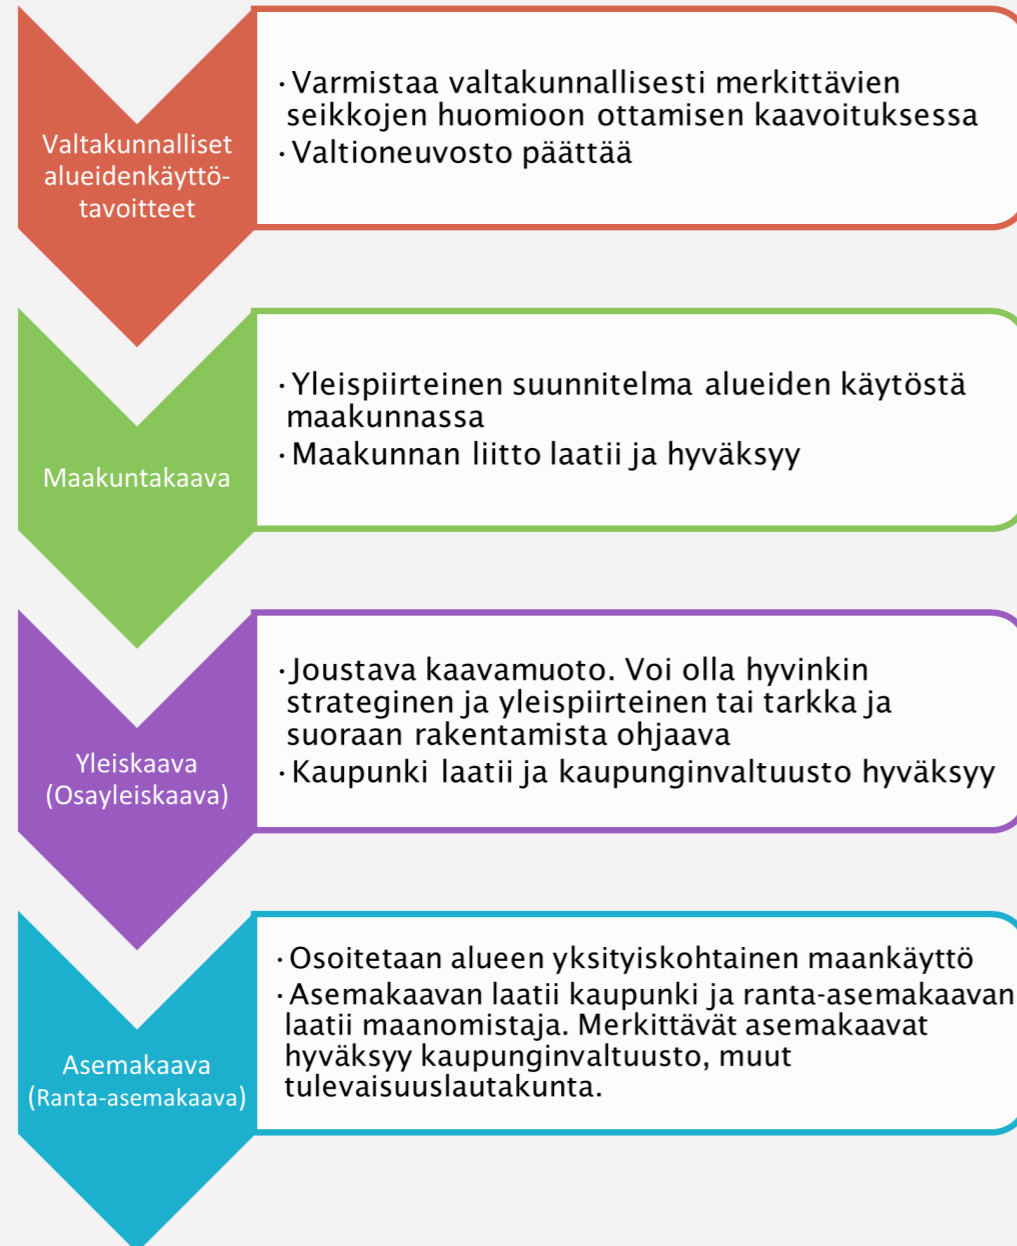 Valtakunnalliset
alueidenkäyttö-
tavoitteet
· Varmistaa valtakunnallisesti merkittävien
seikkojen huomioon ottamisen kaavoituksessa
· Valtioneuvosto päättää
Maakuntakaava
· Yleispiirteinen suunnitelma alueiden käytöstä
maakunnassa
· Maakunnan liitto laatii ja hyväksyy
Yleiskaava
(Osayleiskaava)
· Joustava kaavamuoto. Voi olla hyvinkin
strateginen ja yleispiirteinen tai tarkka ja
suoraan rakentamista ohjaava
· Kaupunki laatii ja kaupunginvaltuusto hyväksyy
Asemakaava
(Ranta-asemakaava)
· Osoitetaan alueen yksityiskohtainen maankäyttö
· Asemakaavan laatii kaupunki ja ranta-asemakaavan
laatii maanomistaja. Merkittävät asemakaavat
hyväksyy kaupunginvaltuusto, muut
tulevaisuuslautakunta.